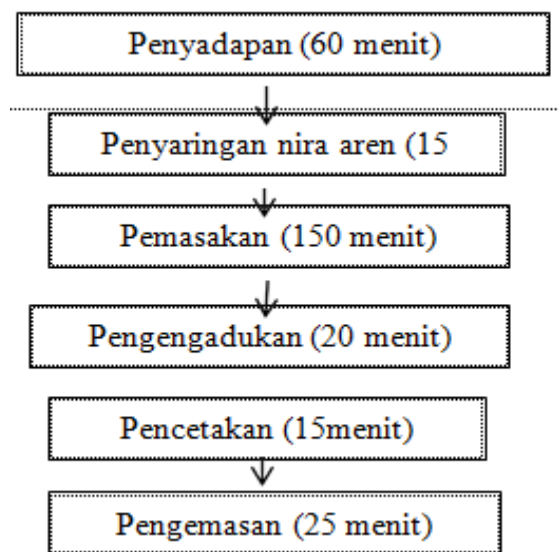 Penyadapan (60 menit)
Penyaringan nira aren (15
Pemasakan (150 menit)
Pengengadukan (20 menit)
Pencetakan (15menit)
Pengemasan (25 menit)